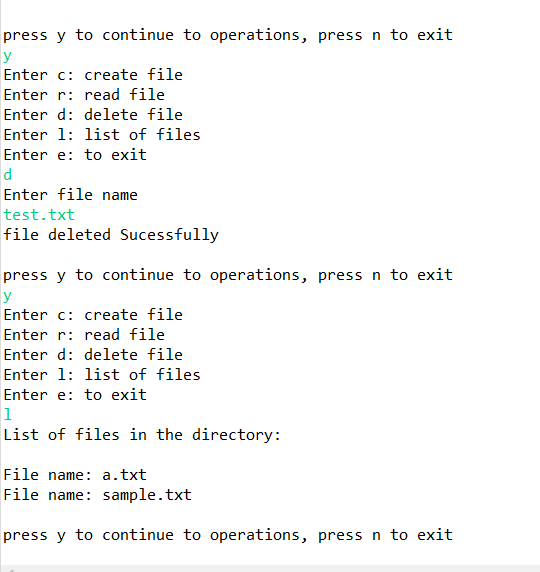 press y to continue to operations, press n to exit
y
Enter c: create file
Enter r: read file
Enter d: delete file
Enter l: list of files
Enter e: to exit
d
Enter file name
test.txt
file deleted Sucessfully
press y to continue to operations, press n to exit
y
Enter c: create file
Enter r: read file
Enter d: delete file
Enter l: list of files
Enter e: to exit
l
List of files in the directory:
File name: a.txt
File name: sample.txt
press y to continue to operations, press n to exit